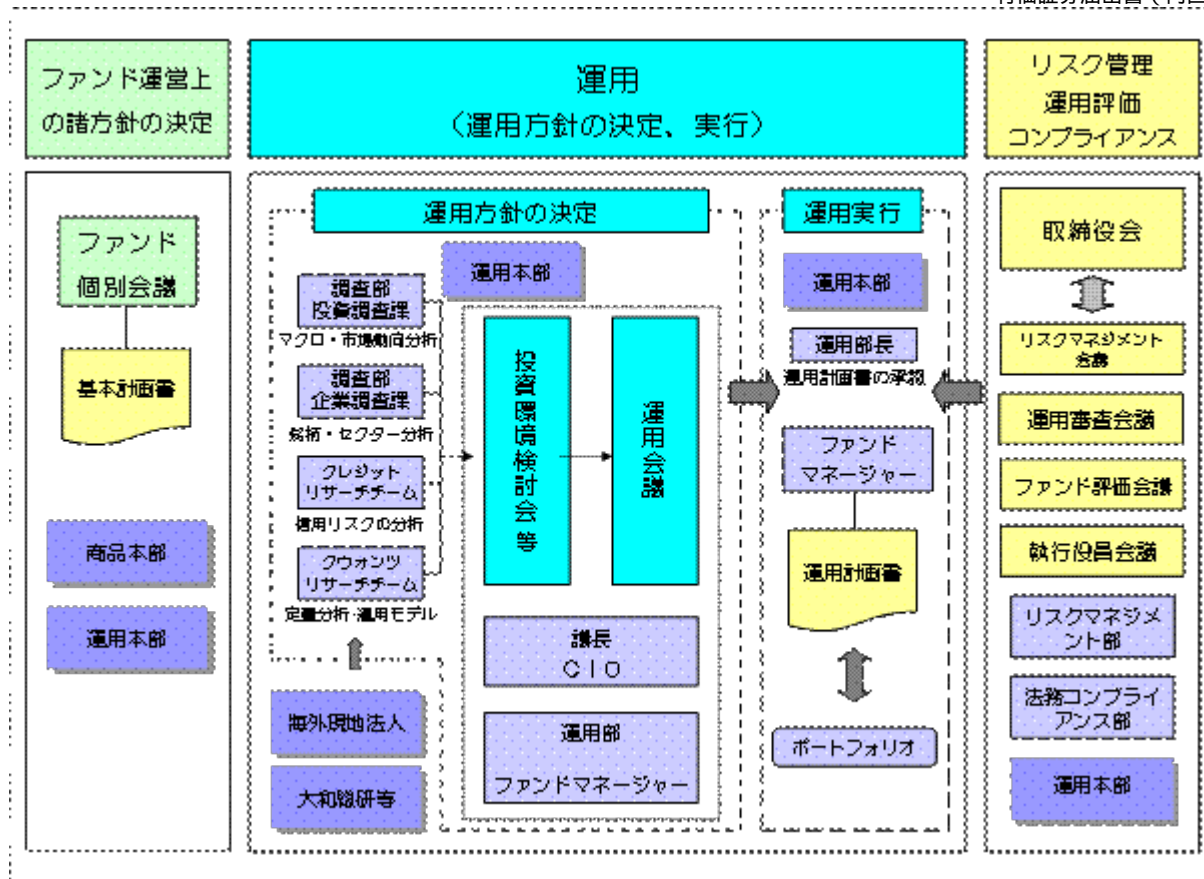 ファンド運営上
の諸方針の決定
運用
（運用方針の決定、実行）
リスク管理
運用評価
コンプライアンス
ファンド
個別会議
基本計画書
商品本部
運用本部
運用方針の決定
運用本部
調査部
投資調査課
マクロ・市場動向分析
調査部
企業調査課
銘柄・セクター分析
クレジット
リサーチチーム
信用リスクの分析
クウォンツ
リサーチチーム
定量分析・運用モデル
海外現地法人
大和総研等
投資環境検討会等
運用会議
議長
ＣＩＯ
運用部
ファンドマネージャー
運用実行
運用本部
運用部長
運用計画書の承認
ファンド
マネージャー
運用計画書
ポートフォリオ
取締役会
リスクマネジメント
会議
運用審査会議
ファンド評価会議
執行役員会議
リスクマネジメ
ント部
法務コンプライ
アンス部
運用本部